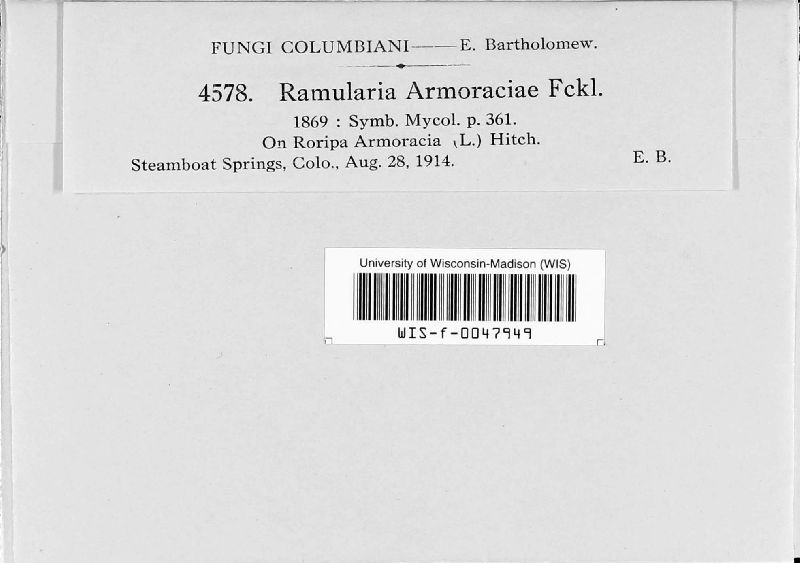 FUNGI COLUMBIANI—E. Bartholomew.
4578. Ramularia Armoraciae Fckl.
1869 : Symb. Mycol. p. 361.
On Roripa Armoracia (L.) Hitch.
Steamboat Springs, Colo., Aug. 28, 1914. E. B.
University of Wisconsin-Madison (WIS)
WIS-f-0047949